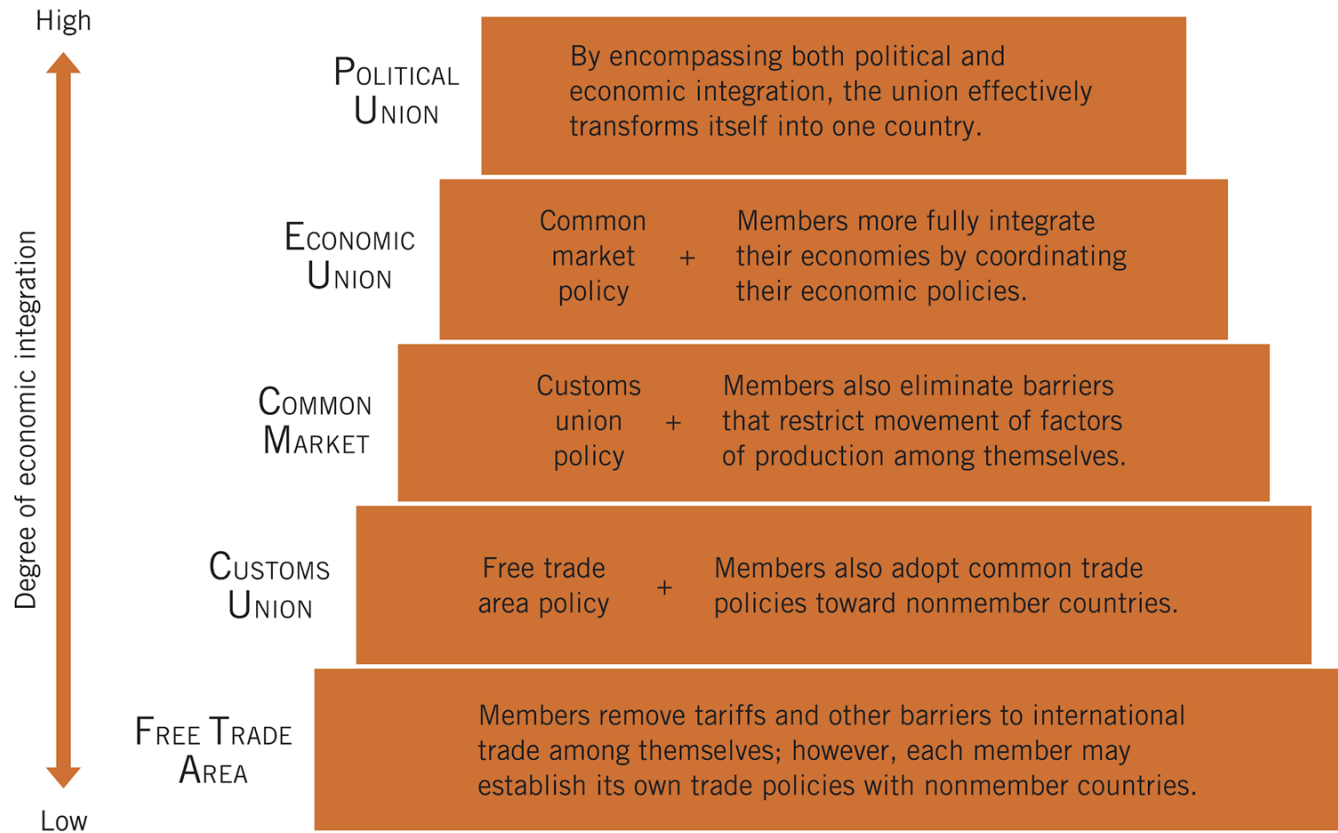 High
Degree of economic integration
Low
POLITICAL
UNION
By encompassing both political and
economic integration, the union effectively
transforms itself into one country.
ECONOMIC
UNION
Common
market
policy
+
Members more fully integrate
their economies by coordinating
their economic policies.
COMMON
MARKET
Customs
union
policy
+
Members also eliminate barriers
that restrict movement of factors
of production among themselves.
CUSTOMS
UNION
Free trade
area policy
+
Members also adopt common trade
policies toward nonmember countries.
FREE TRADE
AREA
Members remove tariffs and other barriers to international
trade among themselves; however, each member may
establish its own trade policies with nonmember countries.